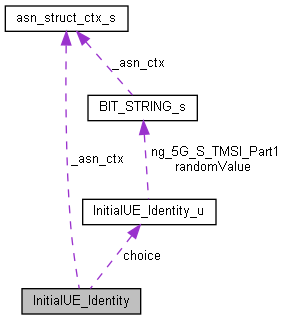 asn_struct_ctx_s
_asn_ctx
BIT_STRING_s
ng_5G_S_TMSI_Part1
randomValue
_asn_ctx
InitialUE_Identity_u
choice
InitialUE_Identity